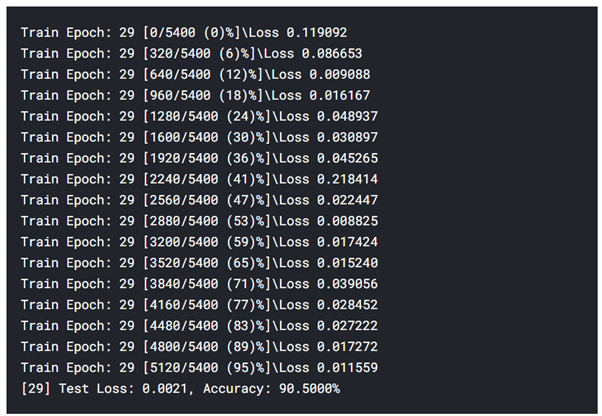 Train Epoch: 29 [0/5400 (0)%]\Loss 0.119092
Train Epoch: 29 [320/5400 (6)%]\Loss 0.086653
Train Epoch: 29 [640/5400 (12)%]\Loss 0.009088
Train Epoch: 29 [960/5400 (18)%]\Loss 0.016167
Train Epoch: 29 [1280/5400 (24)%]\Loss 0.048937
Train Epoch: 29 [1600/5400 (30)%]\Loss 0.030897
Train Epoch: 29 [1920/5400 (36)%]\Loss 0.045265
Train Epoch: 29 [2240/5400 (41)%]\Loss 0.218414
Train Epoch: 29 [2560/5400 (47)%]\Loss 0.022447
Train Epoch: 29 [2880/5400 (53)%]\Loss 0.008825
Train Epoch: 29 [3200/5400 (59)%]\Loss 0.017424
Train Epoch: 29 [3520/5400 (65)%]\Loss 0.015240
Train Epoch: 29 [3840/5400 (71)%]\Loss 0.039056
Train Epoch: 29 [4160/5400 (77)%]\Loss 0.028452
Train Epoch: 29 [4480/5400 (83)%]\Loss 0.027222
Train Epoch: 29 [4800/5400 (89)%]\Loss 0.017272
Train Epoch: 29 [5120/5400 (95)%]\Loss 0.011559
[29] Test Loss: 0.0021, Accuracy: 90.5000%